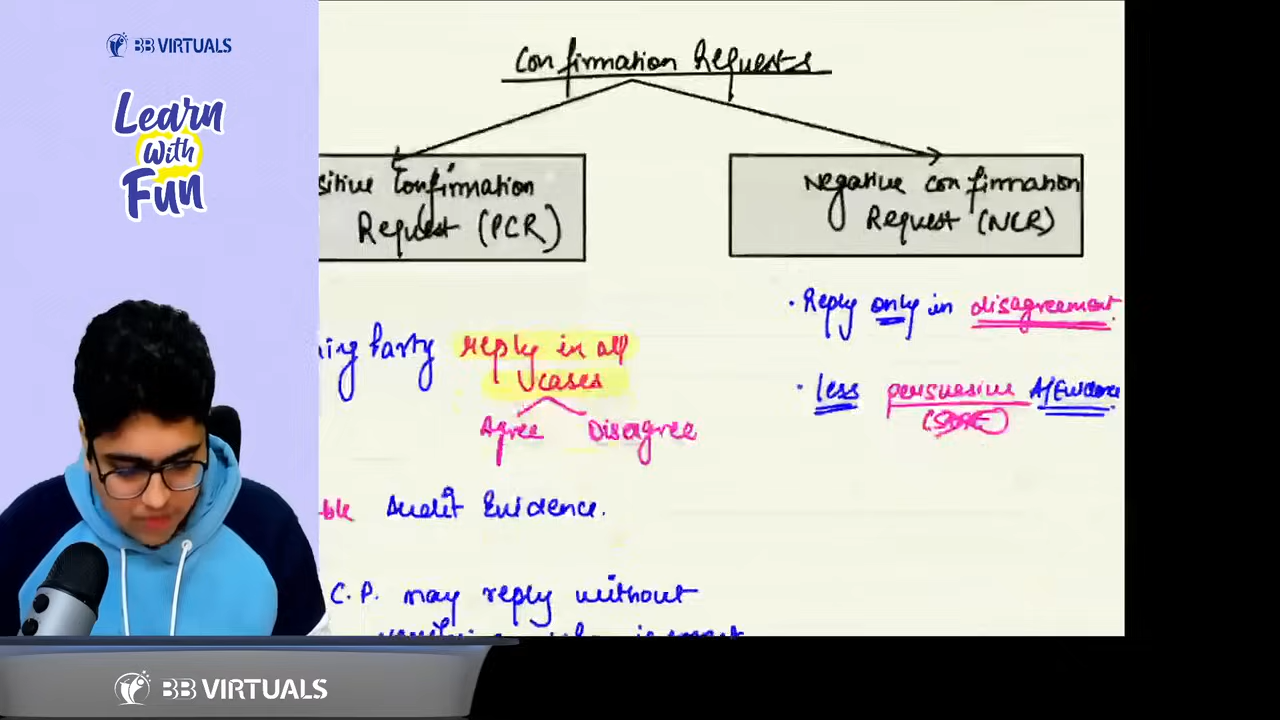 BB VIRTUALS
Learn
With
Fun
Confirmation Requests
sitive Confirmation
Request (PCR)
Negative confirmation
Request (NCR)
· Reply only in disagreement.
ming Party reply in all
cases
Agree Disagree
· less persuasive A/Evidence
ble Audit Evidence.
C.P. may reply without
BB VIRTUALS